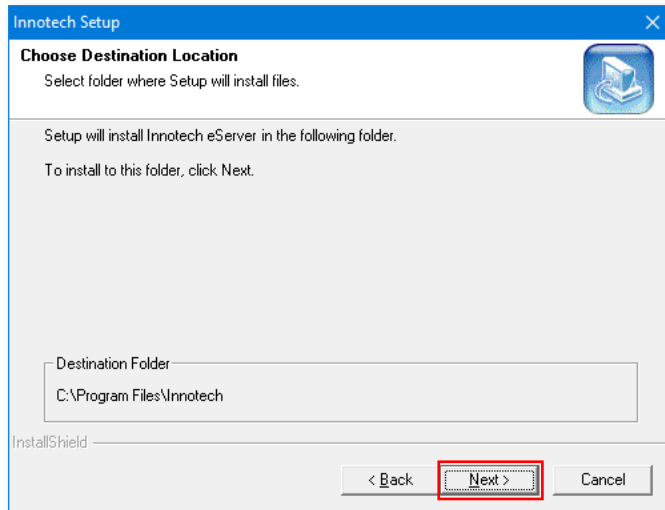 Innotech Setup
Choose Destination Location
Select folder where Setup will install files.
Setup will install Innotech eServer in the following folder.
To install to this folder, click Next.
Destination Folder
C:\Program Files\Innotech
InstallShield
< Back Next > Cancel